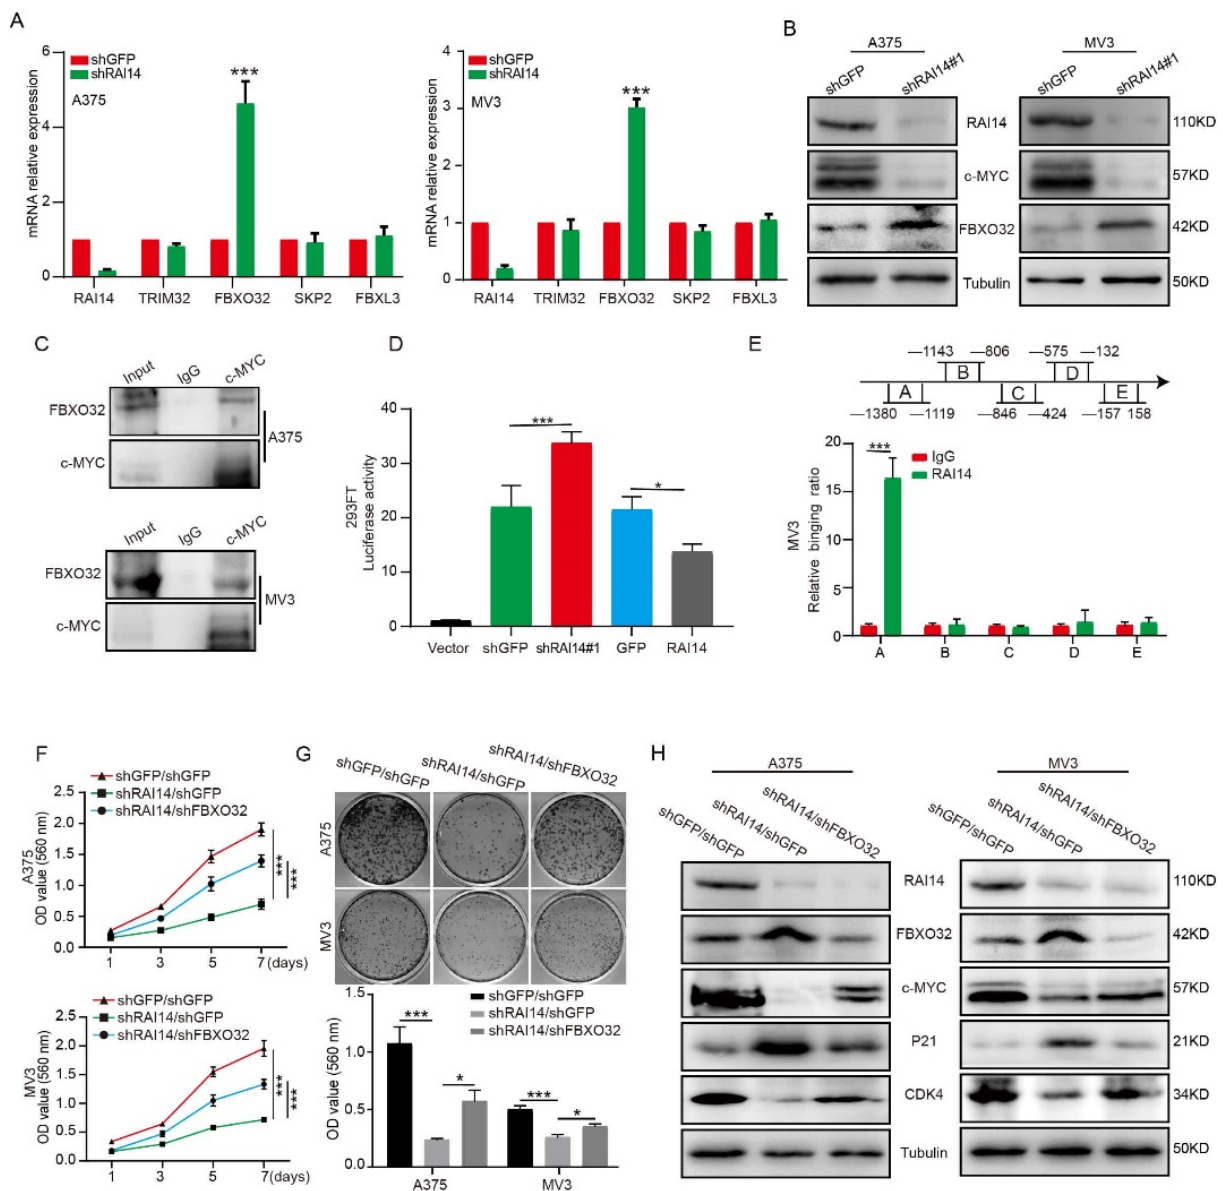 A
6
4
2
0
mRNA relative expression
shGFP
shRAI14
A375
***
RAI14 TRIM32 FBXO32 SKP2 FBXL3
4
3
2
1
0
mRNA relative expression
shGFP
shRAI14
MV3
***
RAI14 TRIM32 FBXO32 SKP2 FBXL3
B
A375 MV3
shGFP shRAI14#1 shGFP shRAI14#1
RAI14 110KD
c-MYC 57KD
FBXO32 42KD
Tubulin 50KD
C
Input IgG c-MYC
FBXO32
c-MYC
A375
Input IgG c-MYC
FBXO32
c-MYC
MV3
D
293FT
Luciferase activity
40
30
20
10
0
***
*
Vector shGFP shRAI14#1 GFP RAI14
E
—1143 —806 —575 —132
B D
A C E
—1380 —1119 —846 —424 —157 158
MV3
Relative binging ratio
20
15
10
5
0
***
IgG
RAI14
A B C D E
F
shGFP/shGFP
shRAI14/shGFP
shRAI14/shFBXO32
A375
OD value (560 nm)
2.5
2.0
1.5
1.0
0.5
0.0
***
***
1 3 5 7(days)
shGFP/shGFP
shRAI14/shGFP
shRAI14/shFBXO32
MV3
OD value (560 nm)
2.5
2.0
1.5
1.0
0.5
0.0
***
***
1 3 5 7(days)
G
shGFP/shGFP shRAI14/shGFP shRAI14/shFBXO32
A375
MV3
OD value (560 nm)
1.5
1.0
0.5
0.0
shGFP/shGFP
shRAI14/shGFP
shRAI14/shFBXO32
***
*
***
*
A375 MV3
H
A375 MV3
shGFP/shGFP shRAI14/shGFP shRAI14/shFBXO32 shGFP/shGFP shRAI14/shGFP shRAI14/shFBXO32
RAI14 110KD
FBXO32 42KD
c-MYC 57KD
P21 21KD
CDK4 34KD
Tubulin 50KD